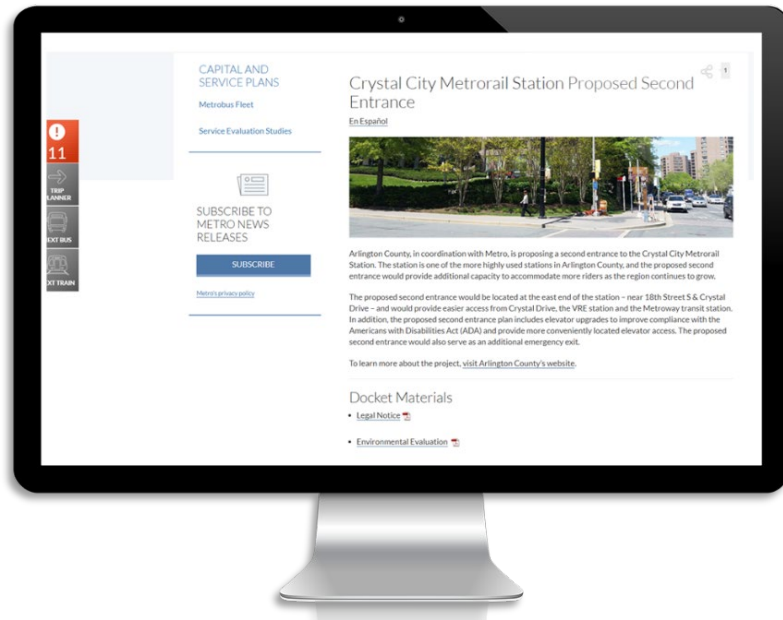 CAPITAL AND
SERVICE PLANS
Metrobus Fleet
Service Evaluation Studies
SUBSCRIBE TO
METRO NEWS
RELEASES
SUBSCRIBE
Metro's privacy policy
11
TRIP
LANNER
EXT BUS
XT TRAIN
1
Crystal City Metrorail Station Proposed Second
Entrance
En Español
Arlington County, in coordination with Metro, is proposing a second entrance to the Crystal City Metrorail
Station. The station is one of the more highly used stations in Arlington County, and the proposed second
entrance would provide additional capacity to accommodate more riders as the region continues to grow.
The proposed second entrance would be located at the east end of the station – near 18th Street S & Crystal
Drive – and would provide easier access from Crystal Drive, the VRE station and the Metroway transit station.
In addition, the proposed second entrance plan includes elevator upgrades to improve compliance with the
Americans with Disabilities Act (ADA) and provide more conveniently located elevator access. The proposed
second entrance would also serve as an additional emergency exit.
To learn more about the project, visit Arlington County's website.
Docket Materials
• Legal Notice
• Environmental Evaluation